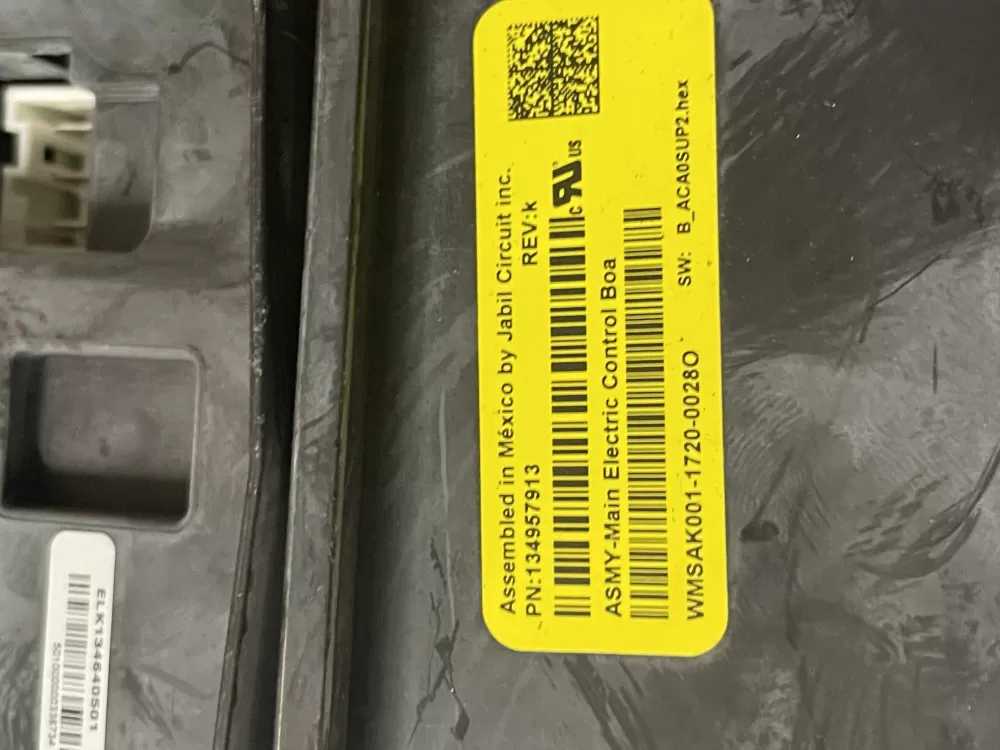 Assembled in México by Jabil Circuit inc.
PN:134957913 REV:k
ASMY-Main Electric Control Boa
WMSAK001-1720-0028O SW: B_ACA0SUP2.hex
ELK134640501